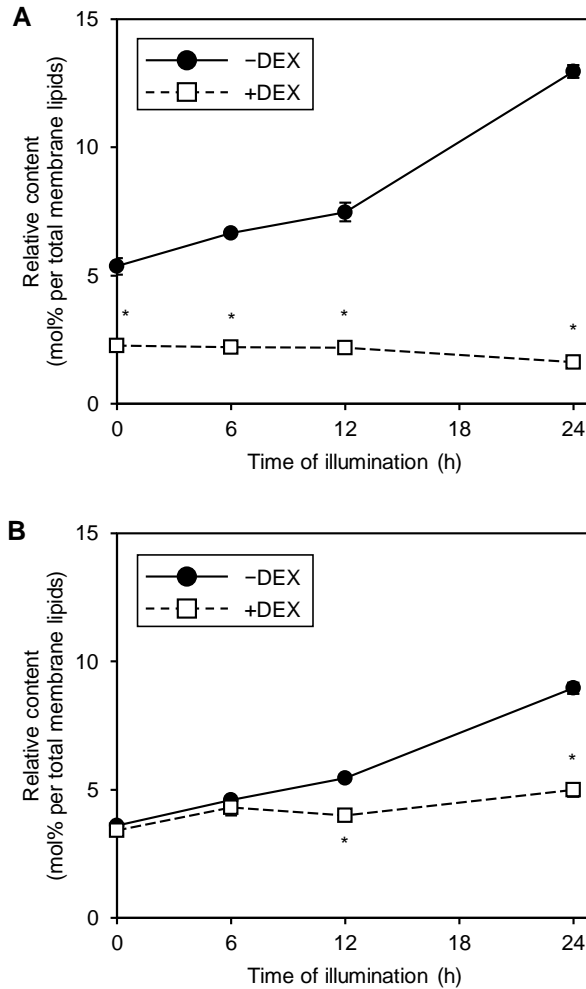 A
15
10
5
0
Relative content
(mol% per total membrane lipids)
−DEX
+DEX
*
*
*
*
0 6 12 18 24
Time of illumination (h)
B
15
10
5
0
Relative content
(mol% per total membrane lipids)
−DEX
+DEX
*
*
0 6 12 18 24
Time of illumination (h)